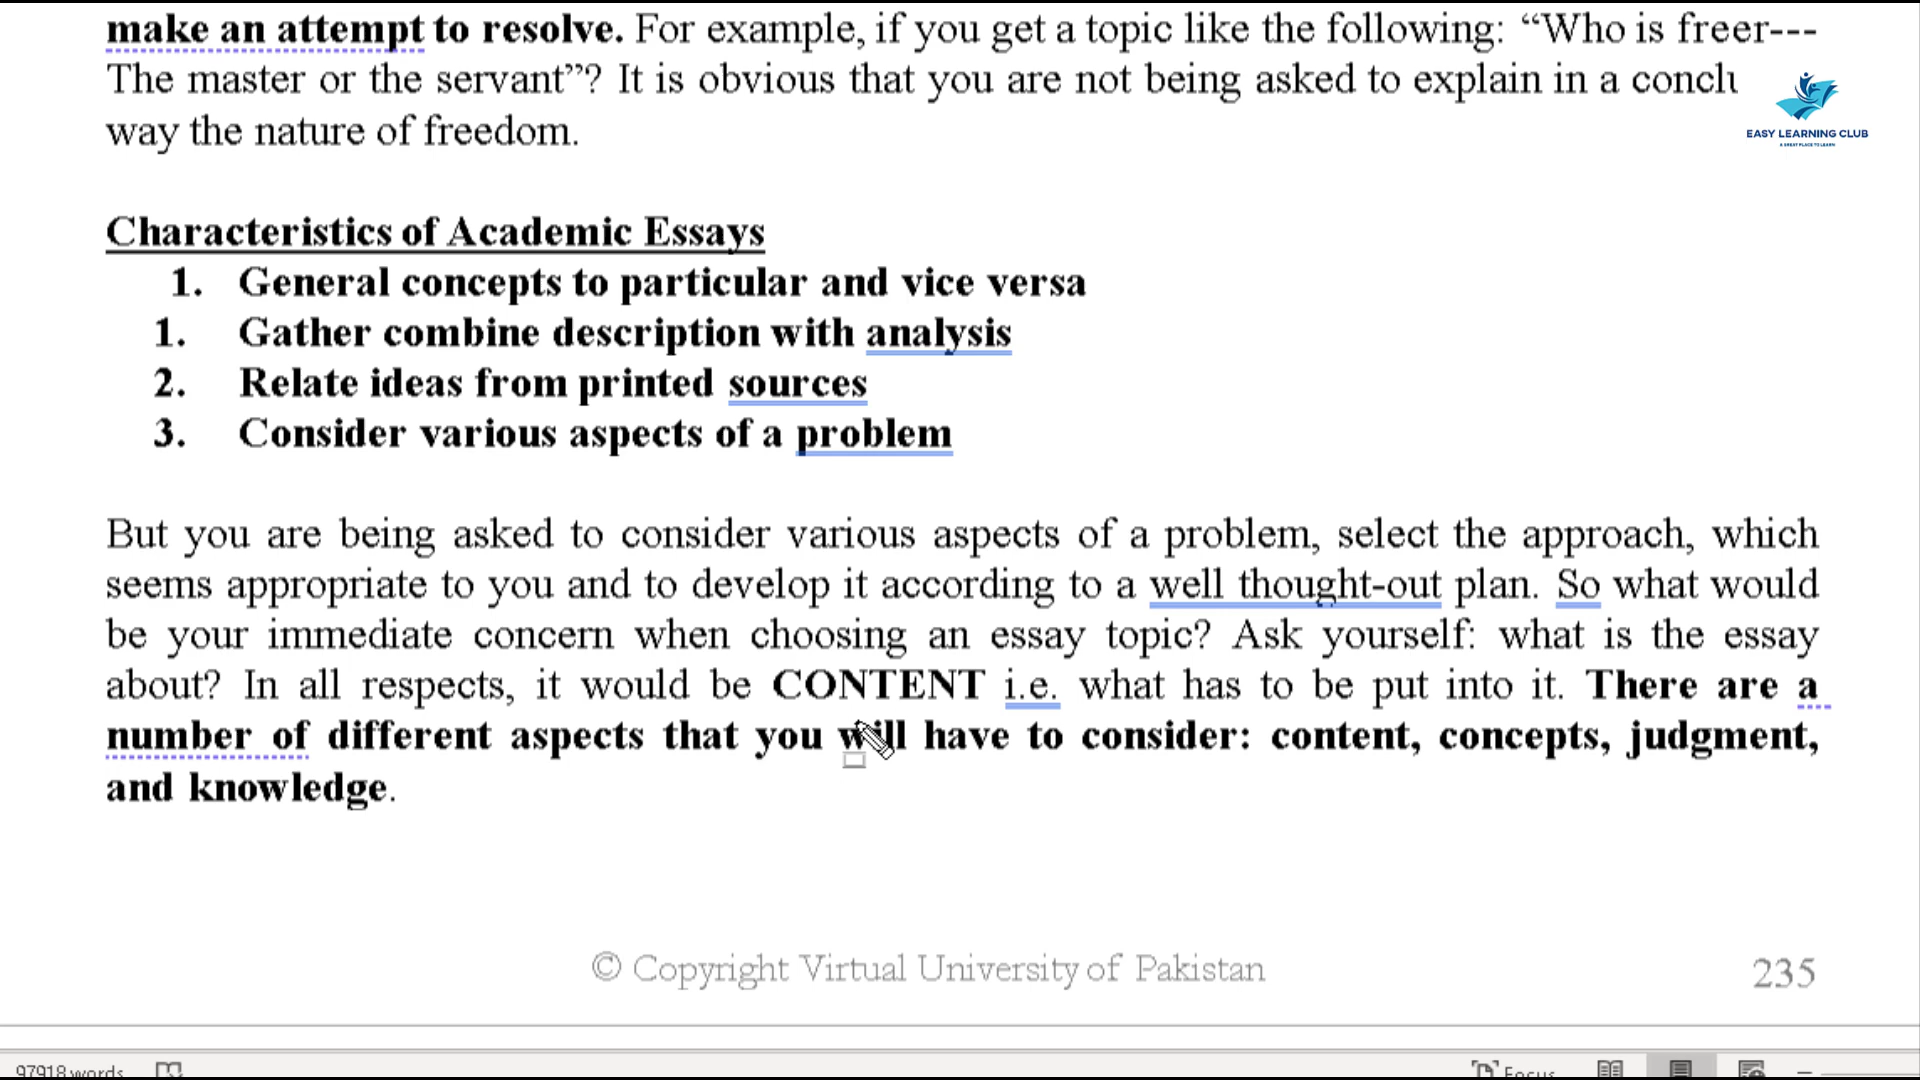 make an attempt to resolve. For example, if you get a topic like the following: “Who is freer---
The master or the servant”? It is obvious that you are not being asked to explain in a
way the nature of freedom.
EASY LEARNING CLUB
A GREAT PLACE TO LEARN
Characteristics of Academic Essays
1. General concepts to particular and vice versa
1. Gather combine description with analysis
2. Relate ideas from printed sources
3. Consider various aspects of a problem
But you are being asked to consider various aspects of a problem, select the approach, which
seems appropriate to you and to develop it according to a well thought-out plan. So what would
be your immediate concern when choosing an essay topic? Ask yourself: what is the essay
about? In all respects, it would be CONTENT i.e. what has to be put into it. There are a
number of different aspects that you will have to consider: content, concepts, judgment,
and knowledge.
© Copyright Virtual University of Pakistan 235
97918 words Focus